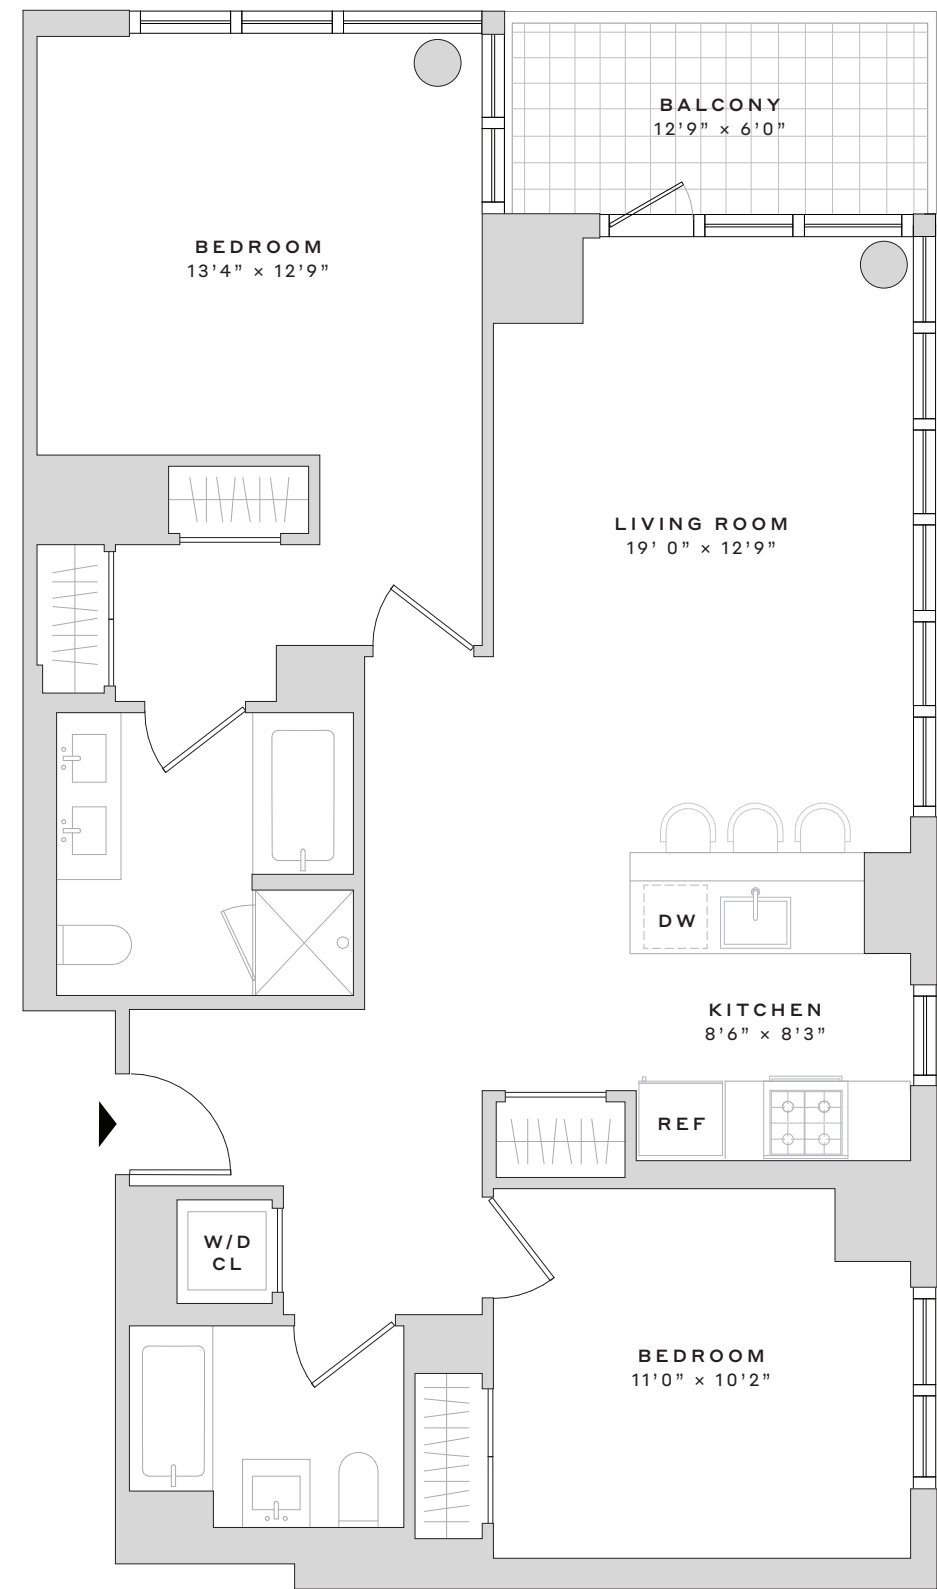 BALCONY
12'9" × 6'0"
BEDROOM
13'4" × 12'9"
LIVING ROOM
19' 0" × 12'9"
DW
KITCHEN
8'6" × 8'3"
REF
W/D
CL
BEDROOM
11'0" × 10'2"